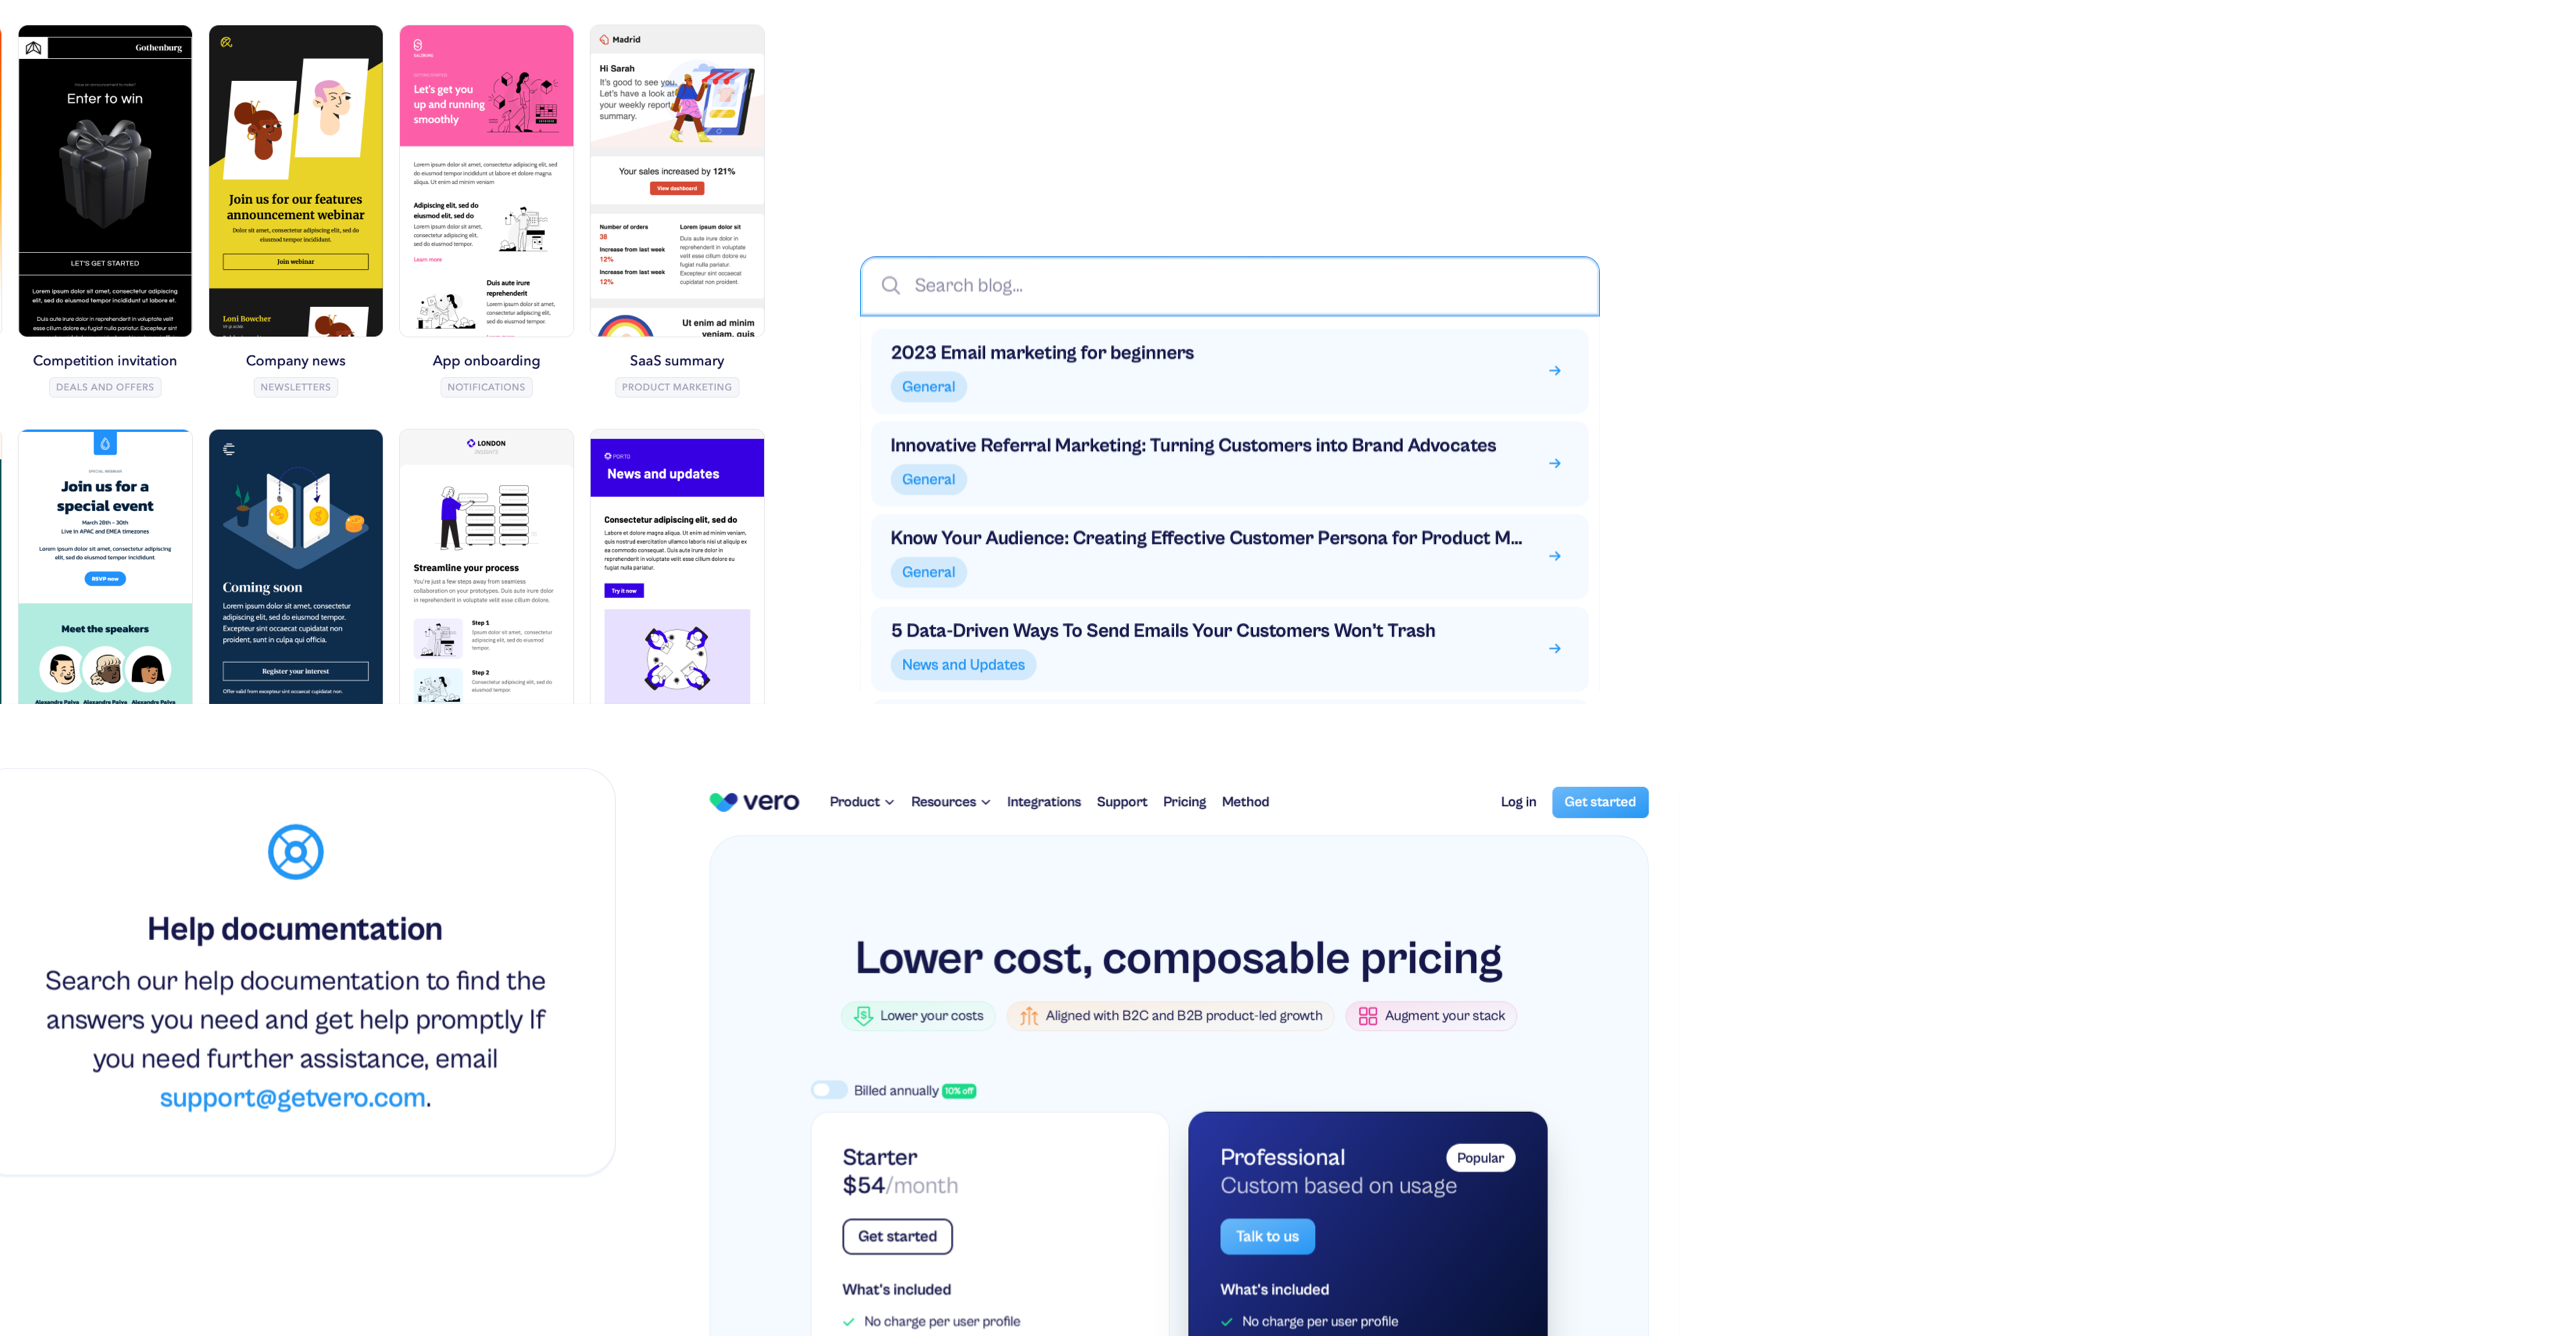 Gothenburg
Have an announcement to make?
Enter to win
LET'S GET STARTED
Lorem ipsum dolor sit amet, consectetur adipiscing
elit, sed do eiusmod tempor incididunt ut labore et.
Duis aute irure dolor in reprehenderit in voluptate velit
esse cillum dolore eu fugiat nulla pariatur. Excepteur sint
Competition invitation
DEALS AND OFFERS
Join us for our features
announcement webinar
Dolor sit amet, consectetur adipiscing elit, sed do
eiusmod tempor incididunt.
Join webinar
Loni Bowcher
VP @ ACME
Company news
NEWSLETTERS
SALZBURG
GETTING STARTED
Let's get you
up and running
smoothly
Lorem ipsum dolor sit amet, consectetur adipiscing elit, sed
do eiusmod tempor incididunt ut labore et dolore magna
aliqua. Ut enim ad minim veniam
Adipiscing elit, sed do
eiusmod elit, sed do
Lorem ipsum dolor sit amet,
consectetur adipiscing elit,
sed do eiusmod tempor.
Learn more
Duis aute irure
reprehenderit
Lorem ipsum dolor sit amet,
consectetur adipiscing elit,
sed do eiusmod tempor.
App onboarding
NOTIFICATIONS
Madrid
Hi Sarah
It's good to see you.
Let's have a look at
your weekly report
summary.
Your sales increased by 121%
View dashboard
Number of orders
38
Increase from last week
12%
Increase from last week
12%
Lorem ipsum dolor sit
Duis aute irure dolor in
reprehenderit in voluptate
velit esse cillum dolore eu
fugiat nulla pariatur.
Excepteur sint occaecat
cupidatat non proident.
Ut enim ad minim
veniam, quis
SaaS summary
PRODUCT MARKETING
SPECIAL WEBINAR
Join us for a
special event
March 28th - 30th
Live in APAC and EMEA timezones
Lorem ipsum dolor sit amet, consectetur adipiscing
elit, sed do eiusmod tempor incididunt
RSVP now
Meet the speakers
Alexandra Paiva Alexandra Paiva Alexandra Paiva
Coming soon
Lorem ipsum dolor sit amet, consectetur
adipiscing elit, sed do eiusmod tempor.
Excepteur sint occaecat cupidatat non
proident, sunt in culpa qui officia.
Register your interest
Offer valid from excepteur sint occaecat cupidatat non.
LONDON
INSIGHTS
Streamline your process
You're just a few steps away from seamless
collaboration on your prototypes. Duis aute irure dolor
in reprehenderit in voluptate velit esse cillum dolore.
Step 1
Ipsum dolor sit amet, consectetur
adipiscing elit, sed do eiusmod
tempor.
Step 2
Consectetur adipiscing elit, sed do
eiusmod tempor.
PORTO
News and updates
Consectetur adipiscing elit, sed do
Labore et dolore magna aliqua. Ut enim ad minim veniam,
quis nostrud exercitation ullamco laboris nisi ut aliquip ex
ea commodo consequat. Duis aute irure dolor in
reprehenderit in voluptate velit esse cillum dolore eu
fugiat nulla pariatur.
Try it now
Search blog...
2023 Email marketing for beginners
General
Innovative Referral Marketing: Turning Customers into Brand Advocates
General
Know Your Audience: Creating Effective Customer Persona for Product M...
General
5 Data-Driven Ways To Send Emails Your Customers Won't Trash
News and Updates
Help documentation
Search our help documentation to find the
answers you need and get help promptly If
you need further assistance, email
support@getvero.com.
vero Product Resources Integrations Support Pricing Method Log in Get started
Lower cost, composable pricing
Lower your costs Aligned with B2C and B2B product-led growth Augment your stack
Billed annually 10% off
Starter
$54/month
Get started
What's included
No charge per user profile
Professional
Popular
Custom based on usage
Talk to us
What's included
No charge per user profile